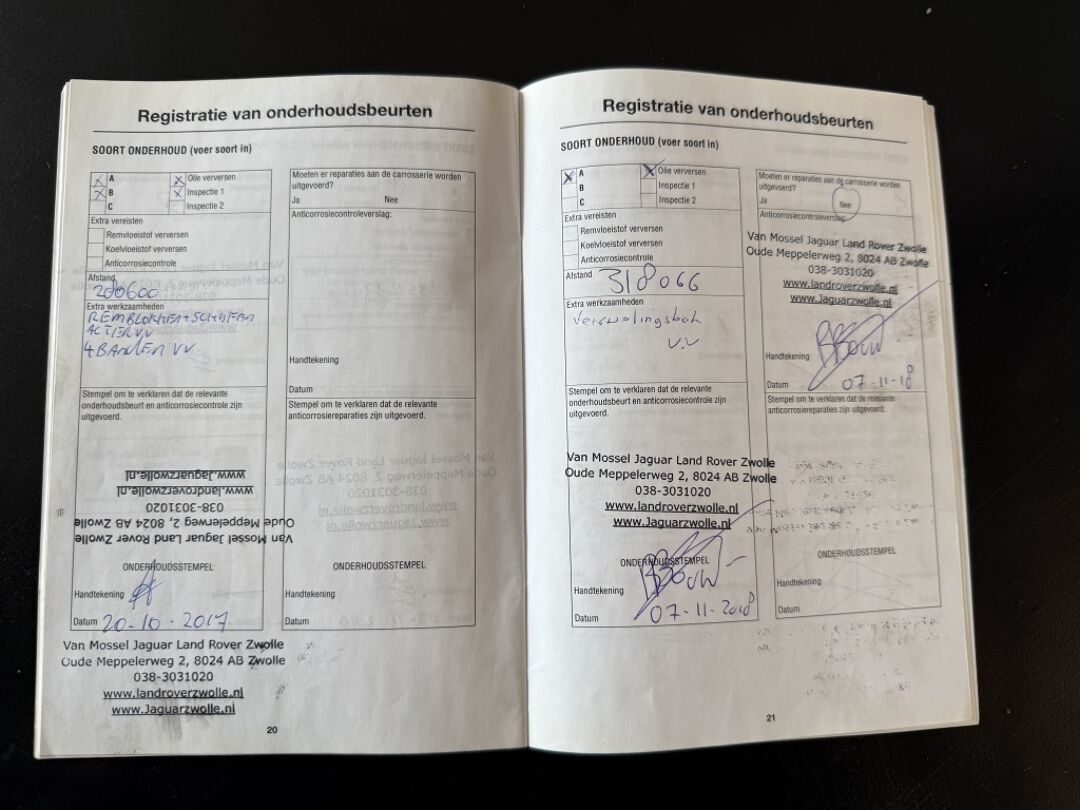 Registratie van onderhoudsbeurten
SOORT ONDERHOUD (voer soort in)
X A X Olie verversen
X B X Inspectie 1
C Inspectie 2
Extra vereisten
Remvloeistof verversen
Koelvloeistof verversen
Anticorrosiecontrole
Afstand
280600
Extra werkzaamheden
REMBLOKKEN + SCHIJVEN
ACTER VV
4 BANDEN VV
Stempel om te verklaren dat de relevante
onderhoudsbeurt en anticorrosiecontrole zijn
uitgevoerd.
www.Jaguarzwolle.nl
www.landroverzwolle.nl
038-3031020
Oude Meppelerweg 2, 8024 AB Zwolle
Van Mossel Jaguar Land Rover Zwolle
ONDERHOUDSSTEMPEL
Handtekening
Datum 20-10-2017
Van Mossel Jaguar Land Rover Zwolle
Oude Meppelerweg 2, 8024 AB Zwolle
038-3031020
www.landroverzwolle.nl
www.Jaguarzwolle.nl
Moeten er reparaties aan de carrosserie worden
uitgevoerd?
Ja Nee
Anticorrosiecontroleverslag:
Handtekening
Datum
Stempel om te verklaren dat de relevante
anticorrosiereparaties zijn uitgevoerd.
ONDERHOUDSSTEMPEL
Handtekening
Datum
20
Registratie van onderhoudsbeurten
SOORT ONDERHOUD (voer soort in)
X A X Olie verversen
B Inspectie 1
C Inspectie 2
Extra vereisten
Remvloeistof verversen
Koelvloeistof verversen
Anticorrosiecontrole
Afstand 318066
Extra werkzaamheden
v.v
Stempel om te verklaren dat de relevante
onderhoudsbeurt en anticorrosiecontrole zijn
uitgevoerd.
Van Mossel Jaguar Land Rover Zwolle
Oude Meppelerweg 2, 8024 AB Zwolle
038-3031020
www.landroverzwolle.nl
www.Jaguarzwolle.nl
ONDERHOUDSSTEMPEL
Handtekening
Datum 07-11-2018
Moeten er reparaties aan de carrosserie worden
uitgevoerd?
Ja Nee
Anticorrosiecontroleverslag:
Van Mossel Jaguar Land Rover Zwolle
Oude Meppelerweg 2, 8024 AB Zwolle
038-3031020
www.landroverzwolle.nl
www.Jaguarzwolle.nl
Handtekening
Datum 07-11-18
Stempel om te verklaren dat de relevante
anticorrosiereparaties zijn uitgevoerd.
ONDERHOUDSSTEMPEL
Handtekening
Datum
21